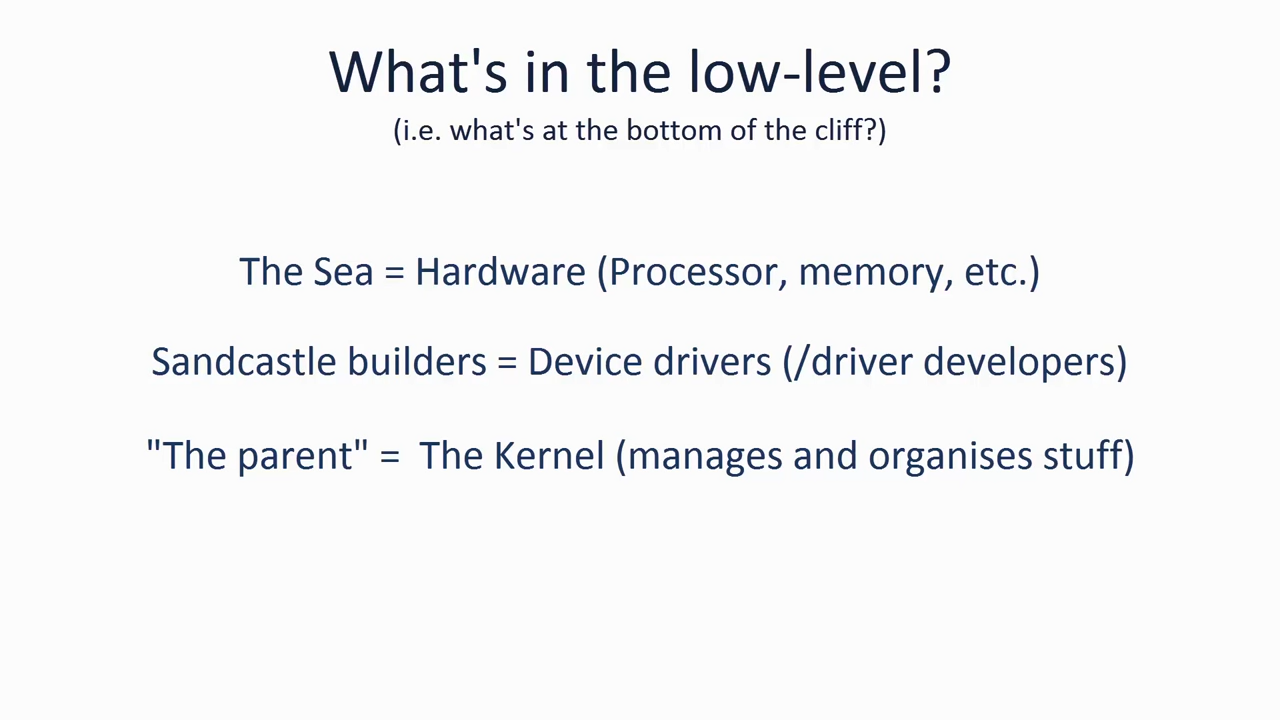 What's in the low-level?
(i.e. what's at the bottom of the cliff?)
The Sea = Hardware (Processor, memory, etc.)
Sandcastle builders = Device drivers (/driver developers)
"The parent" =  The Kernel (manages and organises stuff)